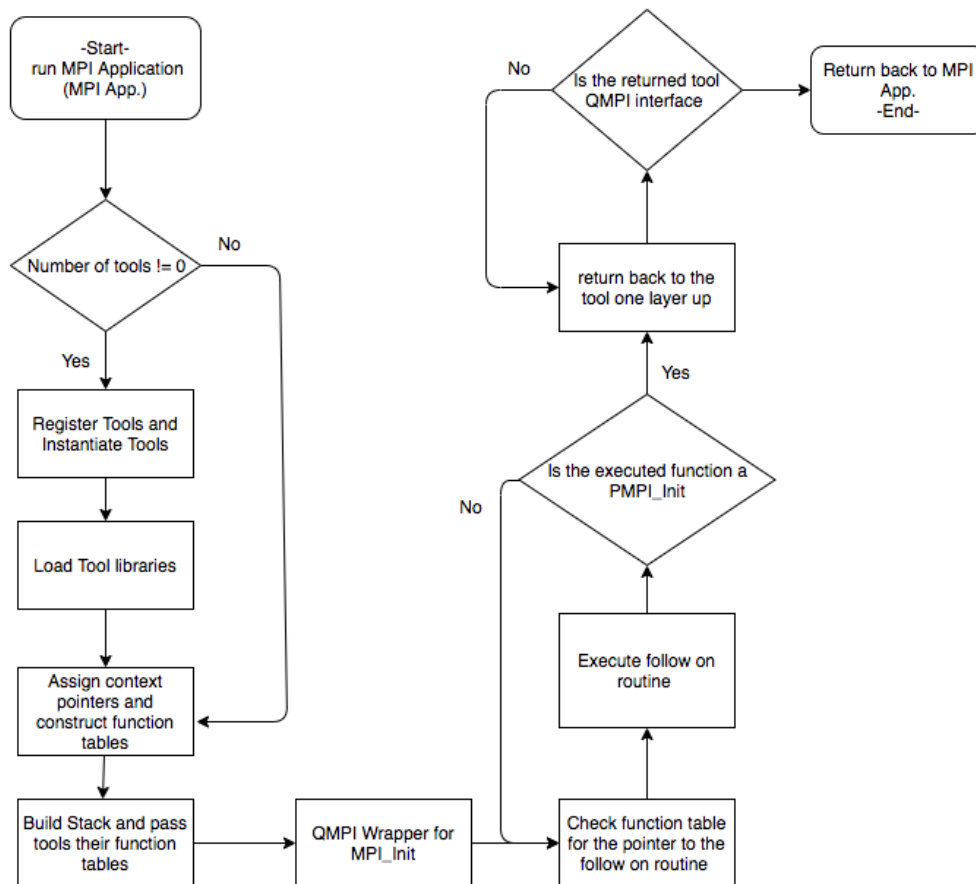 -Start-
run MPI Application
(MPI App.)
Number of tools != 0
No
Yes
Register Tools and
Instantiate Tools
Load Tool libraries
Assign context
pointers and
construct function
tables
Build Stack and pass
tools their function
tables
QMPI Wrapper for
MPI_Init
Check function table
for the pointer to the
follow on routine
Execute follow on
routine
Is the executed function a
PMPI_Init
No
Yes
return back to the
tool one layer up
Is the returned tool
QMPI interface
No
Return back to MPI
App.
-End-